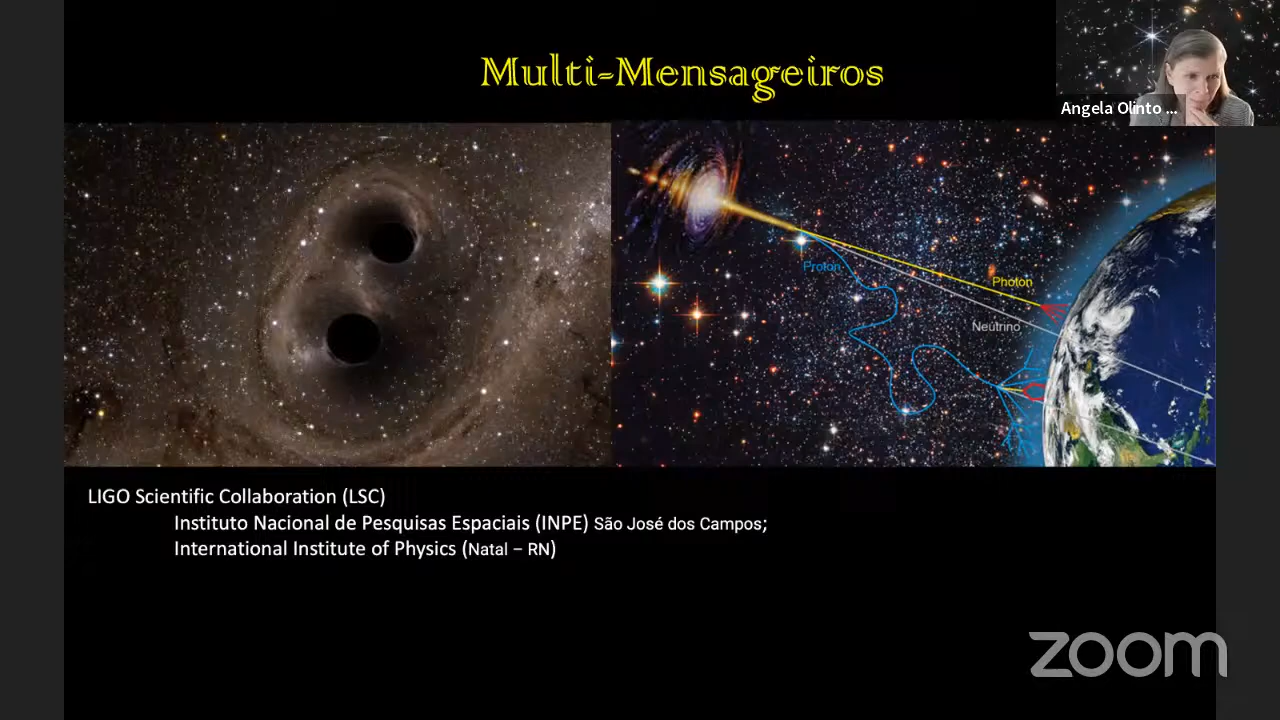 Multi-Mensageiros
Angela Olinto ...
Proton
Photon
Neutrino
LIGO Scientific Collaboration (LSC)
Instituto Nacional de Pesquisas Espaciais (INPE) São José dos Campos;
International Institute of Physics (Natal – RN)
zoom